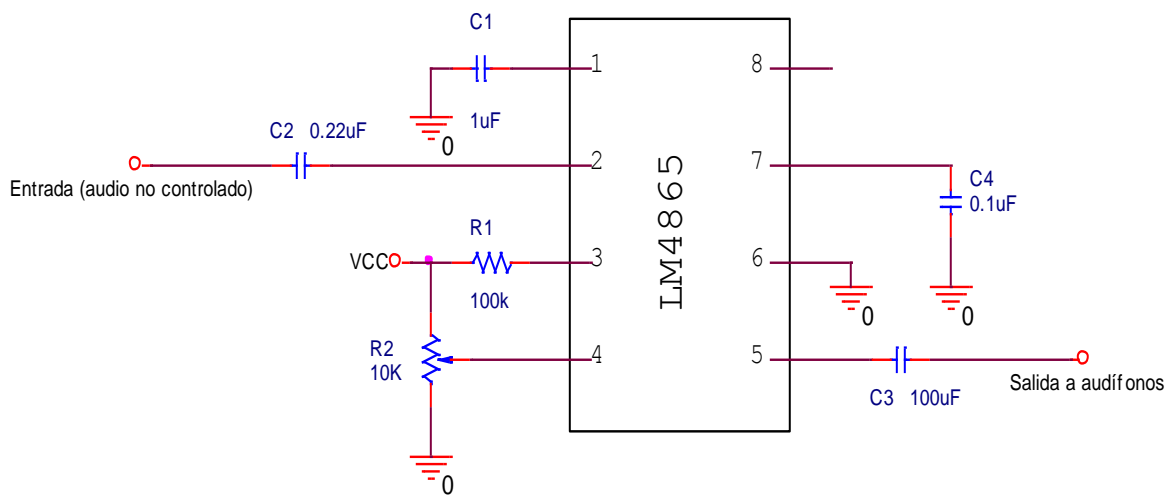 C1
1uF
0
1
8
C2 0.22uF
2
7
Entrada (audio no controlado)
C4
0.1uF
LM4865
R1
100k
VCC
3
6
0
0
R2
10K
4
5
C3 100uF
Salida a audífonos
0